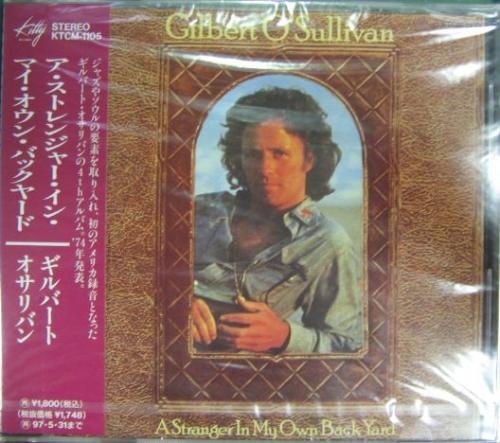 Kitty
STEREO
KTCM-1105
ア・ストレンジャー・イン・
マイ・オウン・バックヤード
ギルバート
オサリバン
ジャズやソウルの要素を取り入れ、初のアメリカ録音となった
ギルバート・オサリバンの4thアルバム。'74年発表。
再 ¥1,800(税込)
(税抜価格 ¥1,748)
再 97・5・31まで
Gilbert O'Sullivan
A Stranger In My Own Back Yard